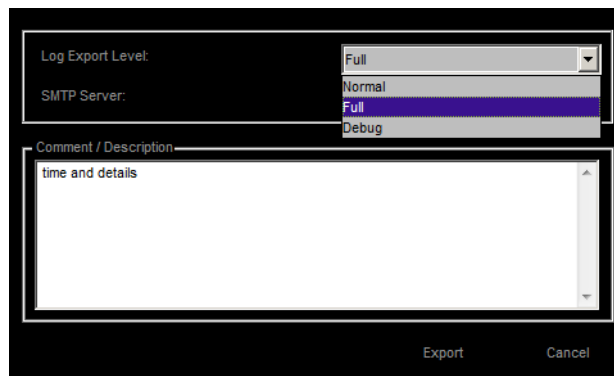 Log Export Level:
Full
SMTP Server:
Normal
Full
Debug
Comment / Description
time and details
Export
Cancel